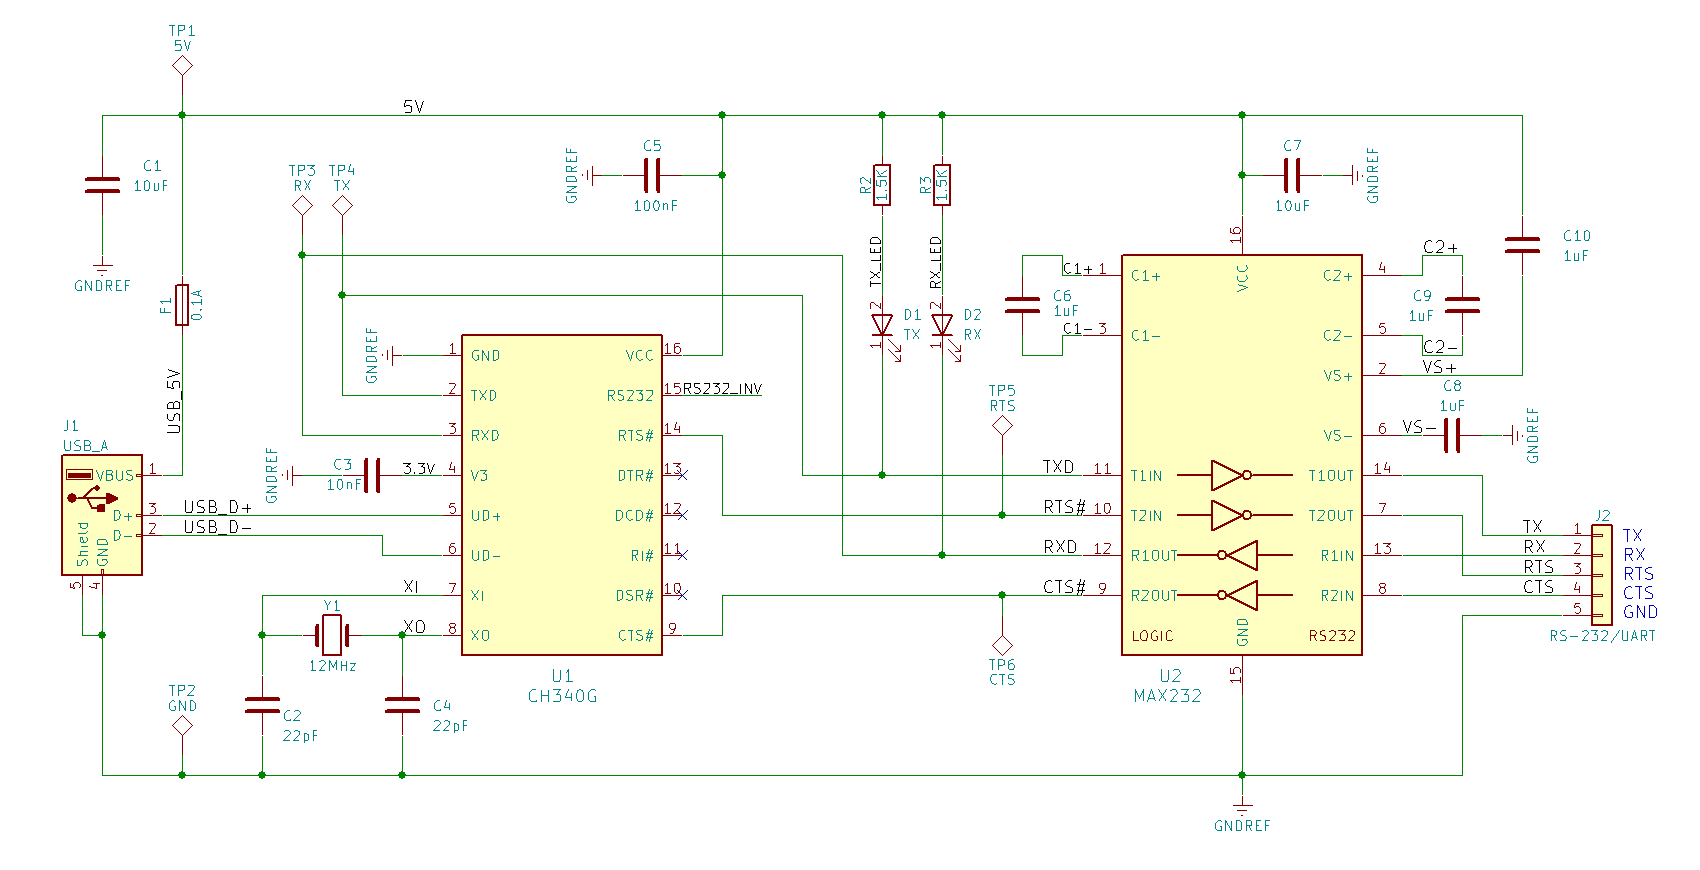 TP1
5V
5V
C1
10uF
GNDREF
TP3
RX
TP4
TX
C5
100nF
GNDREF
R2
1.5K
R3
1.5K
TX_LED
RX_LED
2
D1
TX
1
2
D2
RX
1
C7
10uF
GNDREF
C10
1uF
F1
0.1A
USB_5V
J1
USB_A
VBUS
1
D+
3
D-
2
Shield
GND
5
4
USB_D+
USB_D-
GNDREF
GNDREF
C3
10nF
3.3V
1
GND
2
TXD
3
RXD
4
V3
5
UD+
6
UD-
7
XI
8
XO
VCC
16
RS232
15
RS232_INV
RTS#
14
DTR#
13
DCD#
12
RI#
11
DSR#
10
CTS#
9
U1
CH340G
XI
XO
Y1
12MHz
C2
22pF
C4
22pF
TP2
GND
TP5
RTS
TP6
CTS
C6
1uF
C1+
1
C1+
C1-
3
C1-
16
VCC
C2+
4
C2+
C2-
5
C2-
C9
1uF
VS+
2
VS+
VS-
6
VS-
C8
1uF
GNDREF
TXD
11
T1IN
T1OUT
14
RTS#
10
T2IN
T2OUT
7
RXD
12
R1OUT
R1IN
13
CTS#
9
R2OUT
R2IN
8
LOGIC
GND
RS232
15
U2
MAX232
GNDREF
J2
TX
1
TX
RX
2
RX
RTS
3
RTS
CTS
4
CTS
5
GND
RS-232/UART